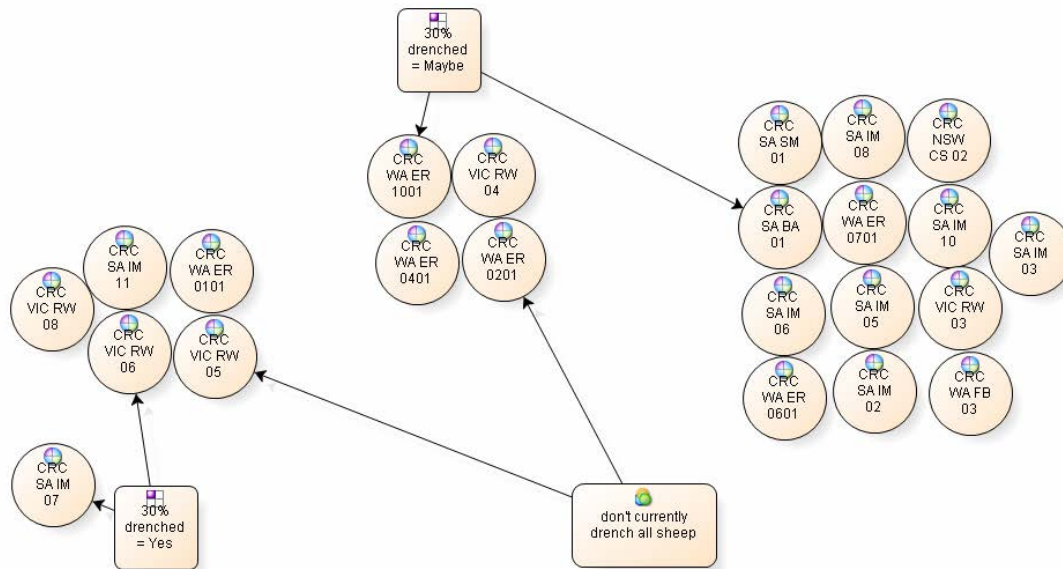 30%
drenched
= Maybe
CRC
WA ER
1001
CRC
VIC RW
04
CRC
WA ER
0401
CRC
WA ER
0201
CRC
SA SM
01
CRC
SA IM
08
CRC
NSW
CS 02
CRC
SA BA
01
CRC
WA ER
0701
CRC
SA IM
10
CRC
SA IM
03
CRC
SA IM
06
CRC
SA IM
05
CRC
VIC RW
03
CRC
WA ER
0601
CRC
SA IM
02
CRC
WA FB
03
CRC
SA IM
11
CRC
WA ER
0101
CRC
VIC RW
08
CRC
VIC RW
06
CRC
VIC RW
05
CRC
SA IM
07
30%
drenched
= Yes
don't currently
drench all sheep